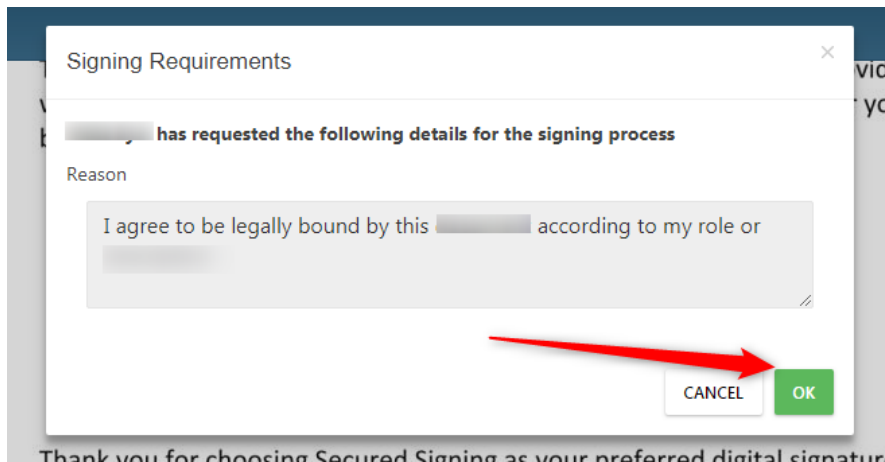 Signing Requirements
×
has requested the following details for the signing process
Reason
I agree to be legally bound by this according to my role or
CANCEL
OK
Thank you for choosing Secured Signing as your preferred digital signatur